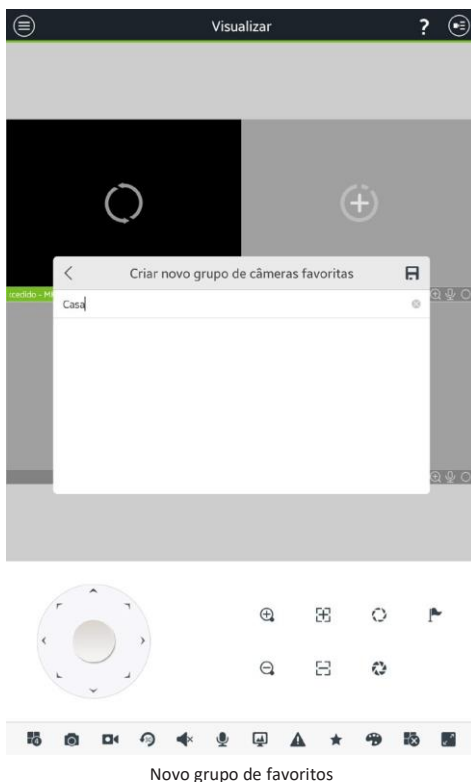 Visualizar
?
Criar novo grupo de câmeras favoritas
Casa
Novo grupo de favoritos